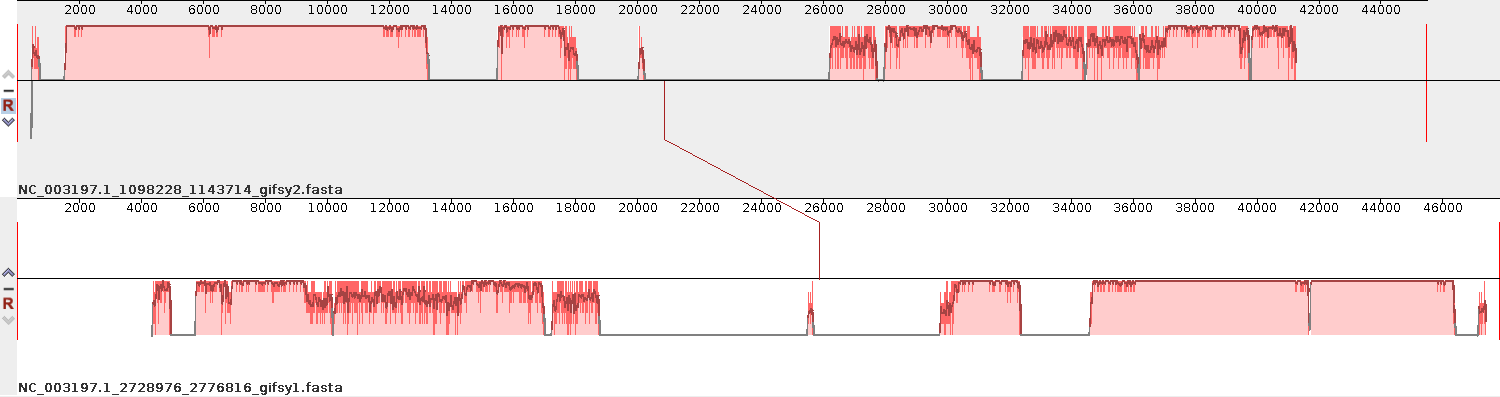 2000 4000 6000 8000 10000 12000 14000 16000 18000 20000 22000 24000 26000 28000 30000 32000 34000 36000 38000 40000 42000 44000
R
NC_003197.1_1098228_1143714_gifsy2.fasta
2000 4000 6000 8000 10000 12000 14000 16000 18000 20000 22000 24000 26000 28000 30000 32000 34000 36000 38000 40000 42000 44000 46000
R
NC_003197.1_2728976_2776816_gifsy1.fasta